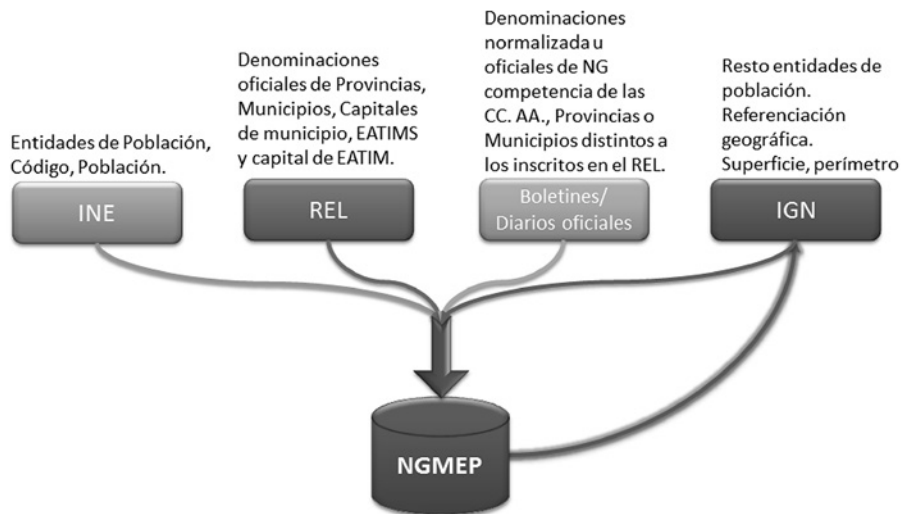 Entidades de Población,
Código, Población.
INE
Denominaciones
oficiales de Provincias,
Municipios, Capitales
de municipio, EATIMS
y capital de EATIM.
REL
Denominaciones
normalizada u
oficiales de NG
competencia de las
CC. AA., Provincias o
Municipios distintos a
los inscritos en el REL.
Boletines/
Diarios oficiales
Resto entidades de
población.
Referenciación
geográfica.
Superficie, perímetro
IGN
NGMEP